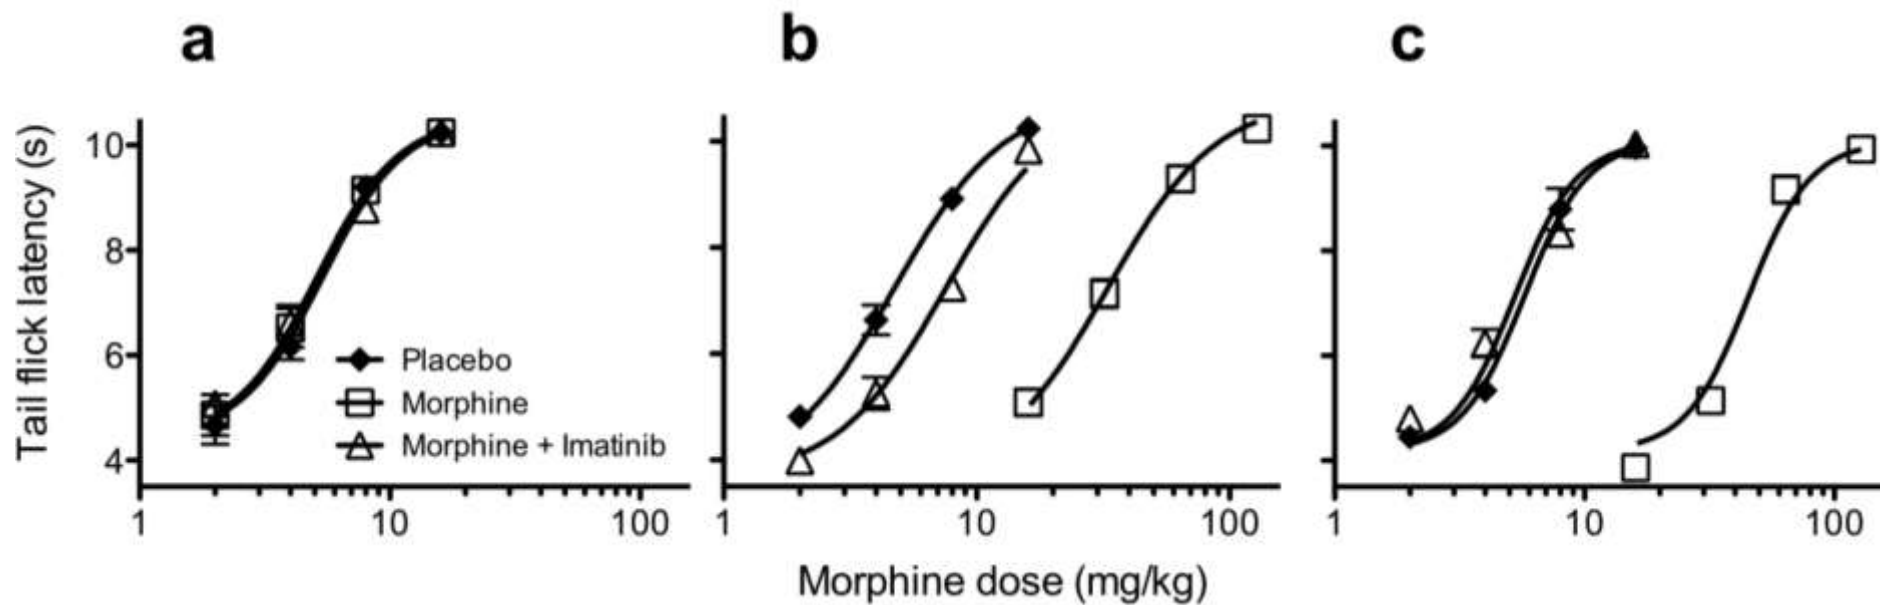 a b c
Tail flick latency (s)
10
8
6
4
Placebo
Morphine
Morphine + Imatinib
1 10 100 1 10 100 1 10 100
Morphine dose (mg/kg)